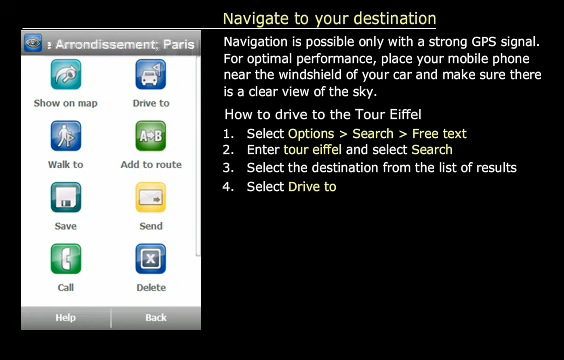 Navigate to your destination
e Arrondissement; Paris
Show on map
Drive to
Walk to
Add to route
A>B
Save
Send
Call
Delete
Help
Back
Navigation is possible only with a strong GPS signal.
For optimal performance, place your mobile phone
near the windshield of your car and make sure there
is a clear view of the sky.
How to drive to the Tour Eiffel
1. Select Options > Search > Free text
2. Enter tour eiffel and select Search
3. Select the destination from the list of results
4. Select Drive to